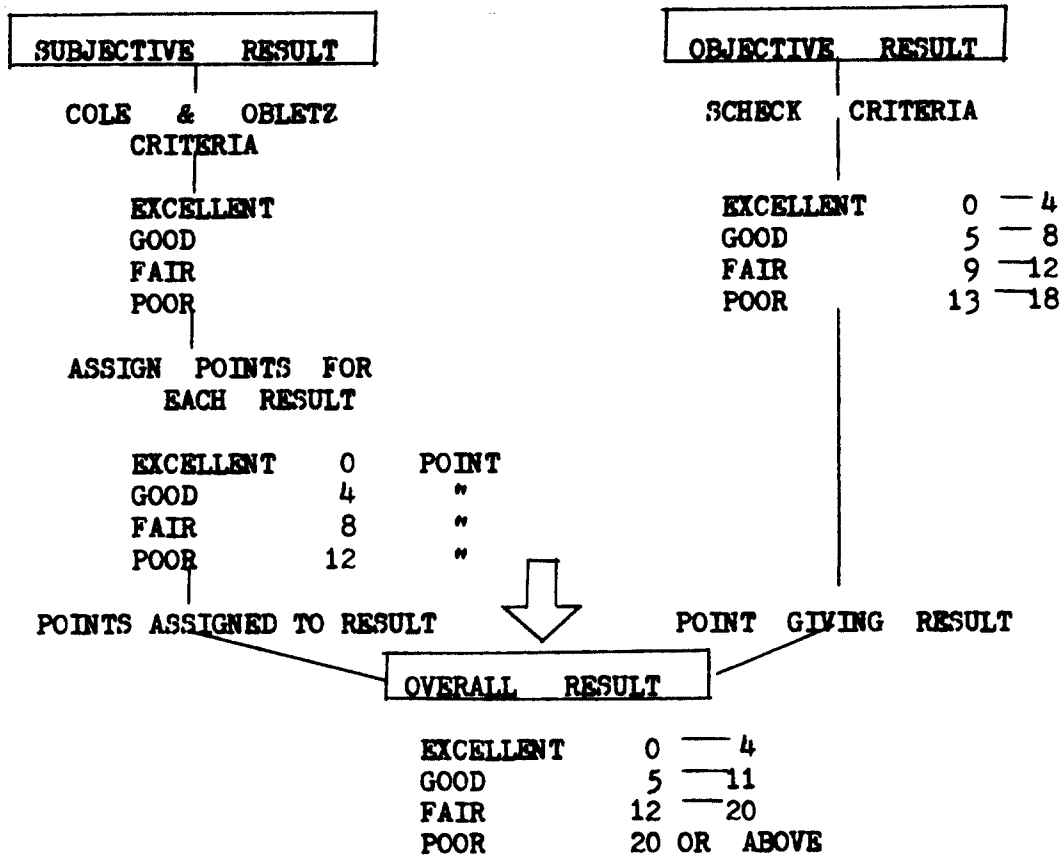 SUBJECTIVE RESULT
COLE & OBLETZ
CRITERIA
EXCELLENT
GOOD
FAIR
POOR
ASSIGN POINTS FOR
EACH RESULT
EXCELLENT 0 POINT
GOOD 4 "
FAIR 8 "
POOR 12 "
POINTS ASSIGNED TO RESULT
OBJECTIVE RESULT
SCHECK CRITERIA
EXCELLENT 0 — 4
GOOD 5 — 8
FAIR 9 — 12
POOR 13 — 18
POINT GIVING RESULT
OVERALL RESULT
EXCELLENT 0 — 4
GOOD 5 — 11
FAIR 12 — 20
POOR 20 OR ABOVE